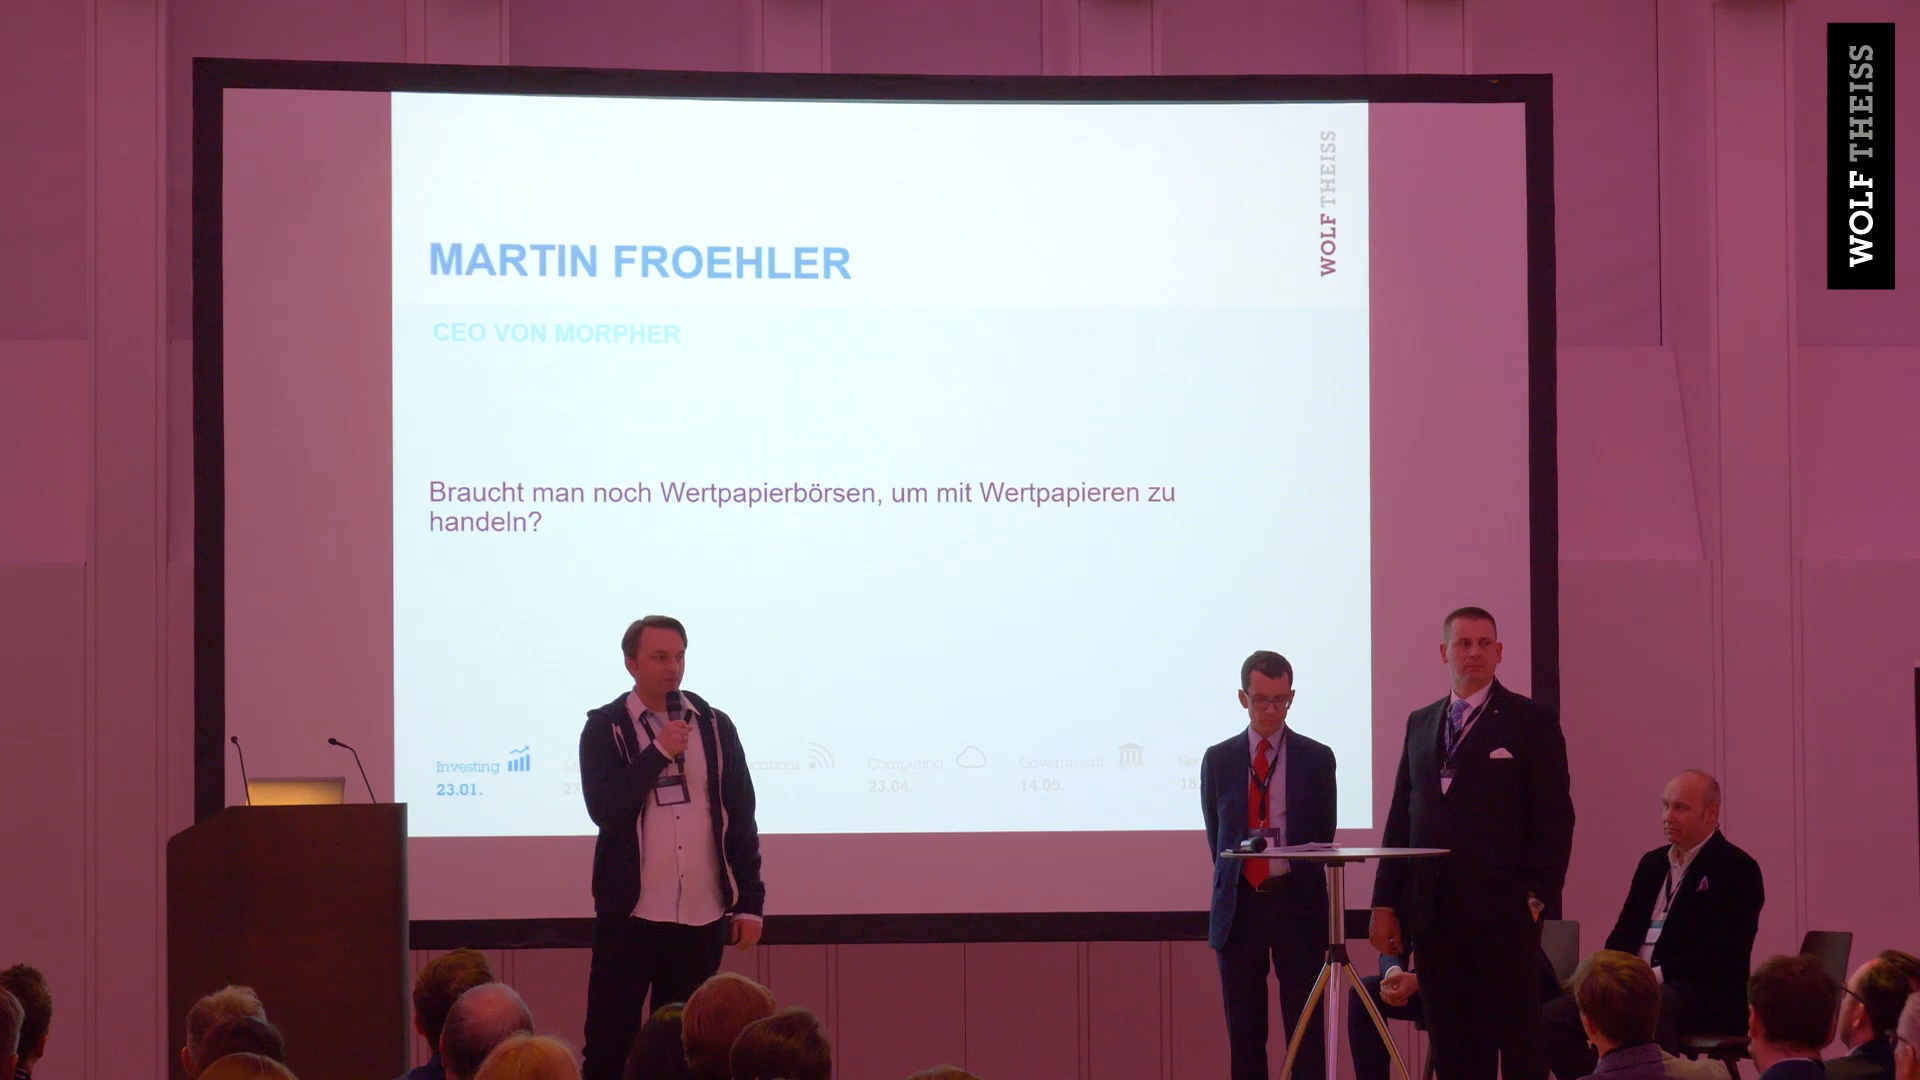 WOLF THEISS
WOLF THEISS
MARTIN FROEHLER
CEO VON MORPHER
Braucht man noch Wertpapierbörsen, um mit Wertpapieren zu
handeln?
Investing
Computing
Government
23.01.
23.04.
14.05.